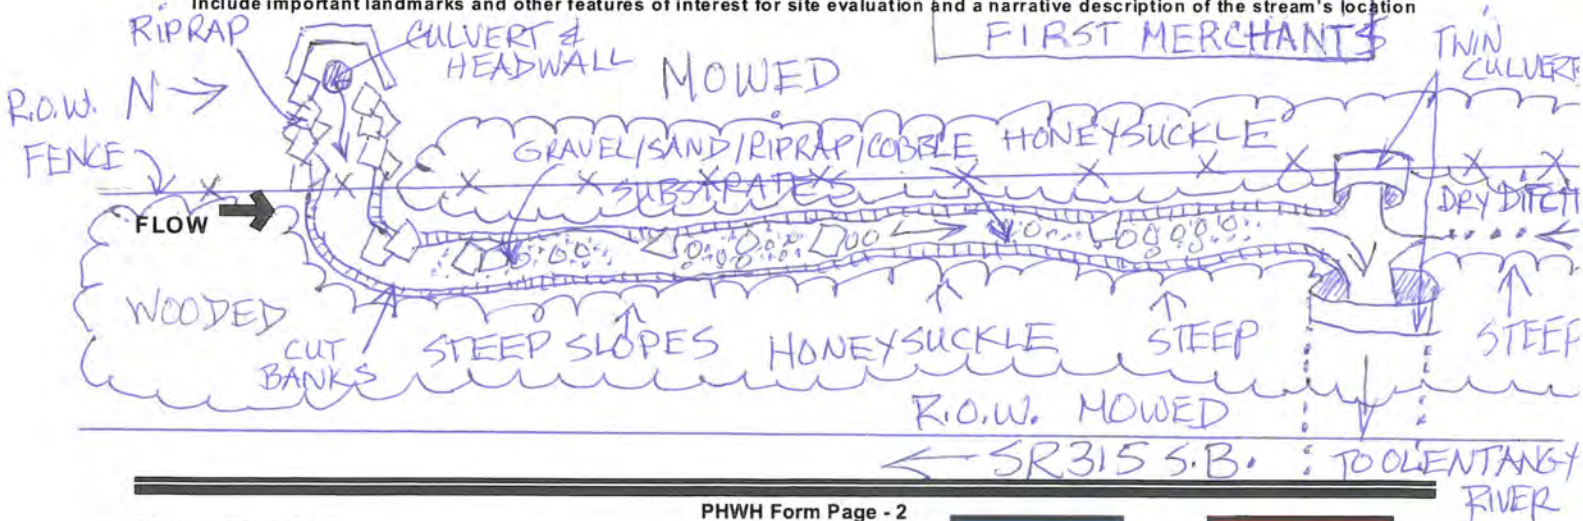 Include important landmarks and other features of interest for site evaluation and a narrative description of the stream's location
RIPRAP
CULVERT &
HEADWALL
MOWED
FIRST MERCHANTS
TWIN
CULVERT
R.O.W.
FENCE
N
GRAVEL/SAND/RIPRAP/COBBLE
SUBSTRATES
HONEYSUCKLE
FLOW
DRY DITCH
WOODED
CUT
BANKS
STEEP SLOPES
HONEYSUCKLE
STEEP
STEEP
R.O.W. MOWED
SR315 S.B.
TO OLENTANGY
RIVER
PHWH Form Page - 2